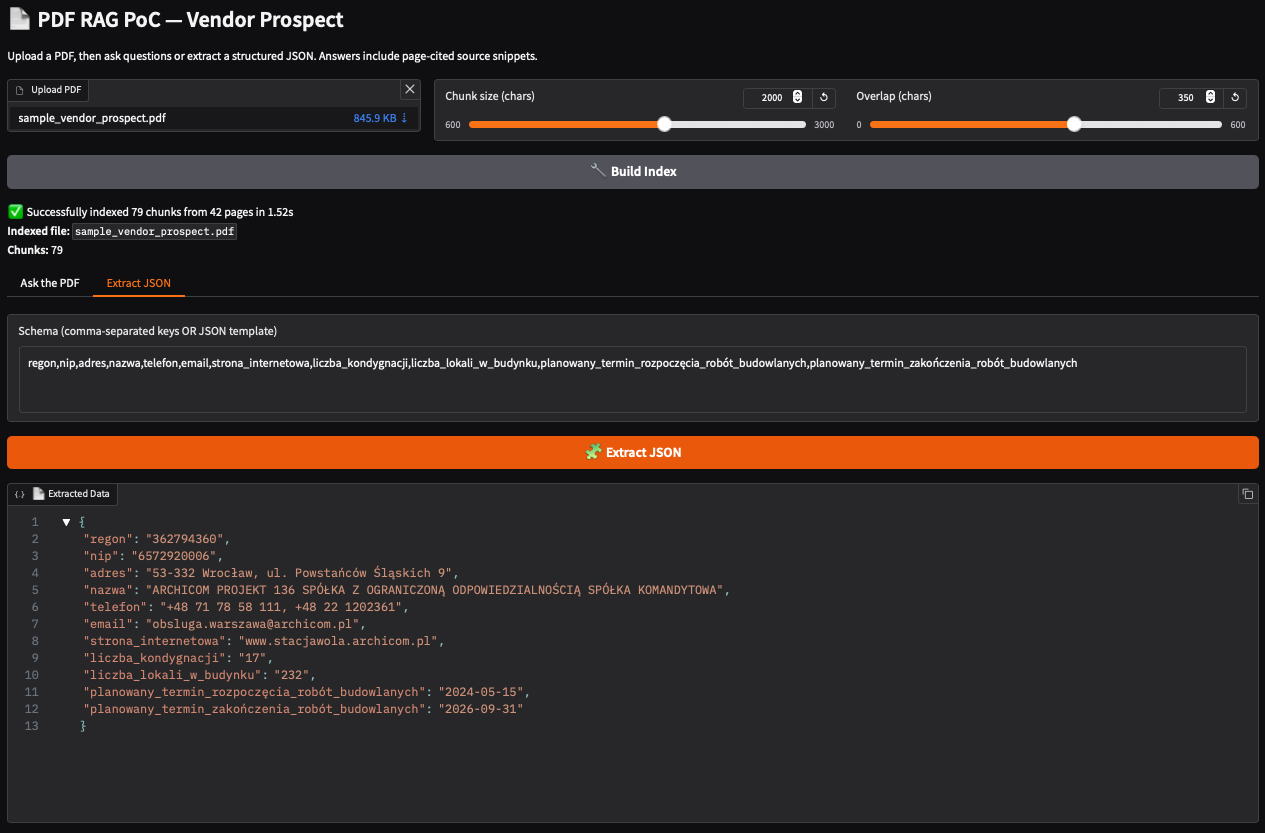 PDF RAG PoC — Vendor Prospect
Upload a PDF, then ask questions or extract a structured JSON. Answers include page-cited source snippets.
Upload PDF
sample_vendor_prospect.pdf 845.9 KB ↓
Chunk size (chars) 2000
600 3000
Overlap (chars) 350
0 600
Build Index
Successfully indexed 79 chunks from 42 pages in 1.52s
Indexed file: sample_vendor_prospect.pdf
Chunks: 79
Ask the PDF Extract JSON
Schema (comma-separated keys OR JSON template)
regon,nip,adres,nazwa,telefon,email,strona_internetowa,liczba_kondygnacji,liczba_lokali_w_budynku,planowany_termin_rozpoczęcia_robót_budowlanych,planowany_termin_zakończenia_robót_budowlanych
Extract JSON
{} Extracted Data
1 {
2 "regon": "362794360",
3 "nip": "6572920006",
4 "adres": "53-332 Wrocław, ul. Powstańców Śląskich 9",
5 "nazwa": "ARCHICOM PROJEKT 136 SPÓŁKA Z OGRANICZONĄ ODPOWIEDZIALNOŚCIĄ SPÓŁKA KOMANDYTOWA",
6 "telefon": "+48 71 78 58 111, +48 22 1202361",
7 "email": "obsluga.warszawa@archicom.pl",
8 "strona_internetowa": "www.stacjawola.archicom.pl",
9 "liczba_kondygnacji": "17",
10 "liczba_lokali_w_budynku": "232",
11 "planowany_termin_rozpoczęcia_robót_budowlanych": "2024-05-15",
12 "planowany_termin_zakończenia_robót_budowlanych": "2026-09-31"
13 }